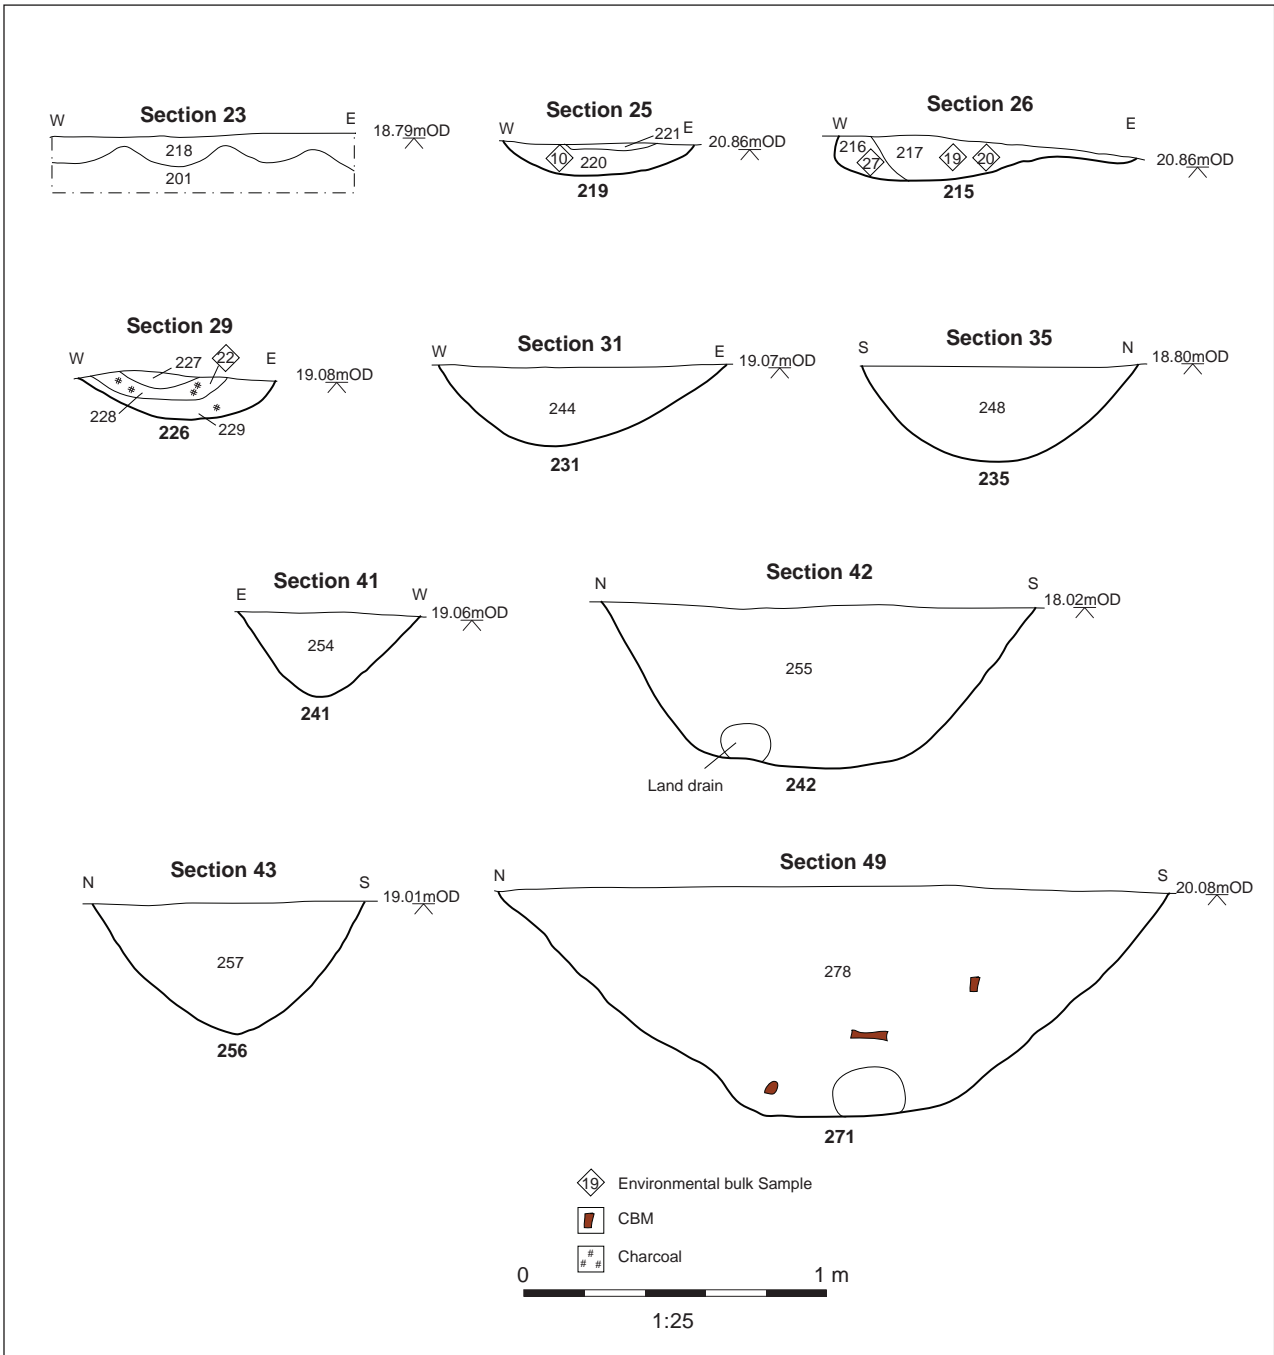 Section 23
W
E
18.79mOD
218
201
Section 25
W
E
20.86mOD
221
10
220
219
Section 26
W
E
20.86mOD
216
27
217
19
20
215
Section 29
W
E
19.08mOD
227
22
228
229
226
Section 31
W
E
19.07mOD
244
231
Section 35
S
N
18.80mOD
248
235
Section 41
E
W
19.06mOD
254
241
Section 42
N
S
18.02mOD
255
Land drain
242
Section 43
N
S
19.01mOD
257
256
Section 49
N
S
20.08mOD
278
271
19 Environmental bulk Sample
CBM
# # # Charcoal
0 1 m
1:25